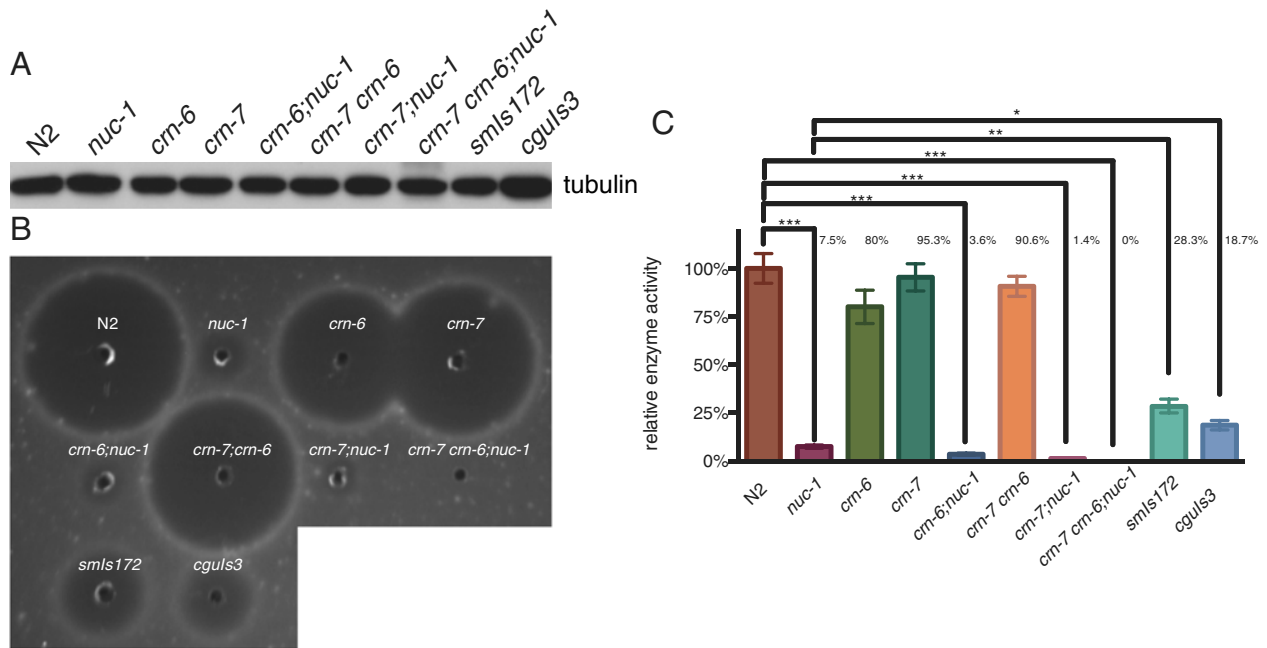 A
N2
nuc-1
crn-6
crn-7
crn-6;nuc-1
crn-7 crn-6
crn-7;nuc-1
crn-7 crn-6;nuc-1
smIs172
cguIs3
tubulin
B
N2
nuc-1
crn-6
crn-7
crn-6;nuc-1
crn-7;crn-6
crn-7;nuc-1
crn-7 crn-6;nuc-1
smIs172
cguIs3
C
*
**
***
***
***
***
7.5%
80%
95.3%
3.6%
90.6%
1.4%
0%
28.3%
18.7%
relative enzyme activity
100%
75%
50%
25%
0%
N2
nuc-1
crn-6
crn-7
crn-6;nuc-1
crn-7 crn-6
crn-7;nuc-1
crn-7 crn-6;nuc-1
smIs172
cguIs3